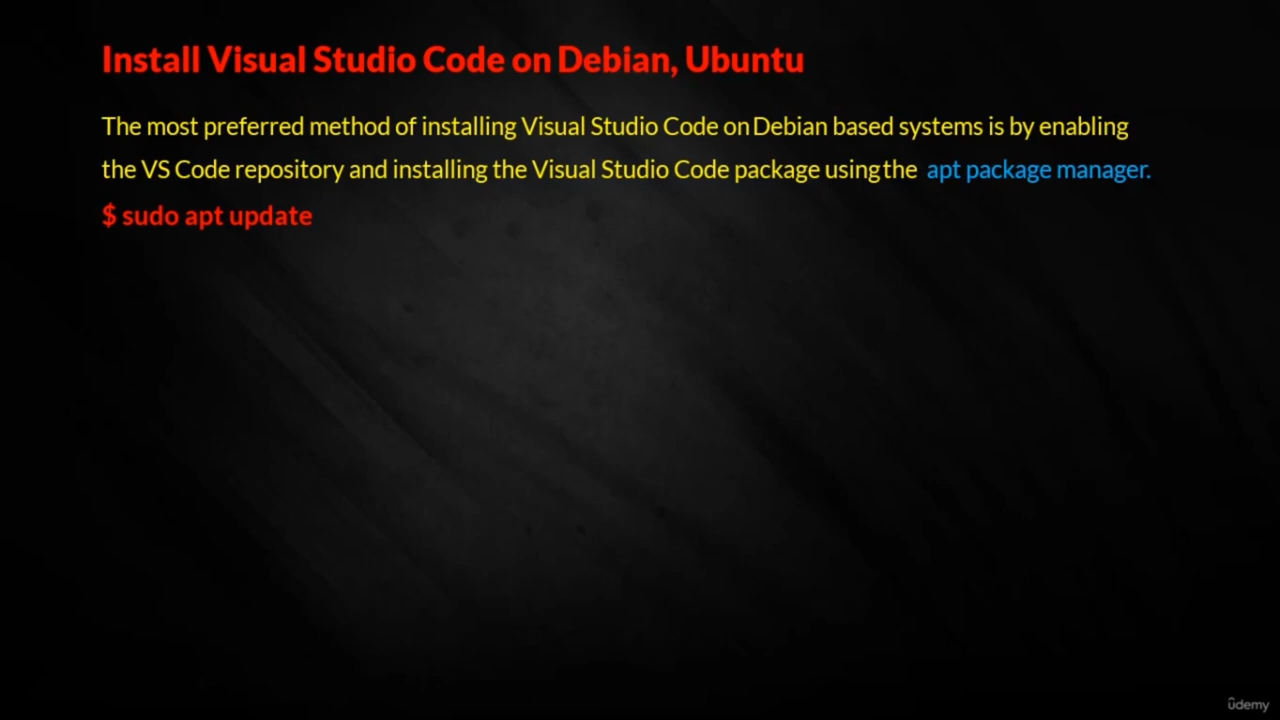 Install Visual Studio Code on Debian, Ubuntu
The most preferred method of installing Visual Studio Code on Debian based systems is by enabling
the VS Code repository and installing the Visual Studio Code package using the apt package manager.
$ sudo apt update
ûdemy